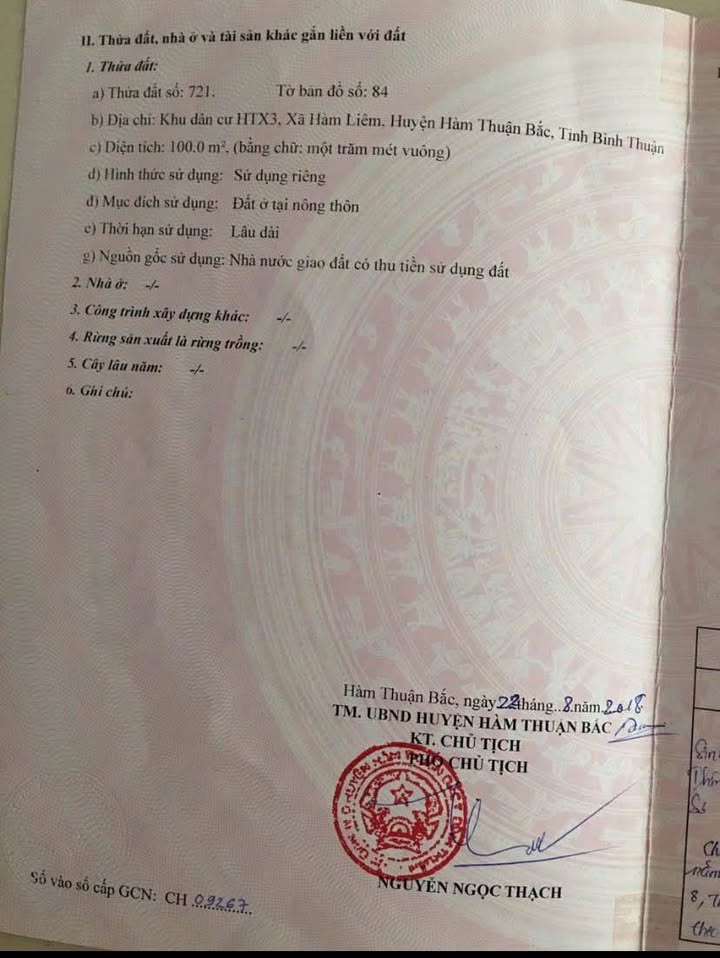 II. Thửa đất, nhà ở và tài sản khác gắn liền với đất
1. Thửa đất:
a) Thửa đất số: 721. Tờ bản đồ số: 84
b) Địa chỉ: Khu dân cư HTX3, Xã Hàm Liêm, Huyện Hàm Thuận Bắc, Tỉnh Bình Thuận
c) Diện tích: 100.0 m², (bằng chữ: một trăm mét vuông)
d) Hình thức sử dụng: Sử dụng riêng
đ) Mục đích sử dụng: Đất ở tại nông thôn
e) Thời hạn sử dụng: Lâu dài
g) Nguồn gốc sử dụng: Nhà nước giao đất có thu tiền sử dụng đất
2. Nhà ở: -/-
3. Công trình xây dựng khác: -/-
4. Rừng sản xuất là rừng trồng: -/-
5. Cây lâu năm: -/-
6. Ghi chú:
Hàm Thuận Bắc, ngày 22 tháng..8.năm.2018
TM. UBND HUYỆN HÀM THUẬN BẮC
KT. CHỦ TỊCH
PHÓ CHỦ TỊCH
NGUYỄN NGỌC THẠCH
Số vào sổ cấp GCN: CH 09267
Số
năm
8, T